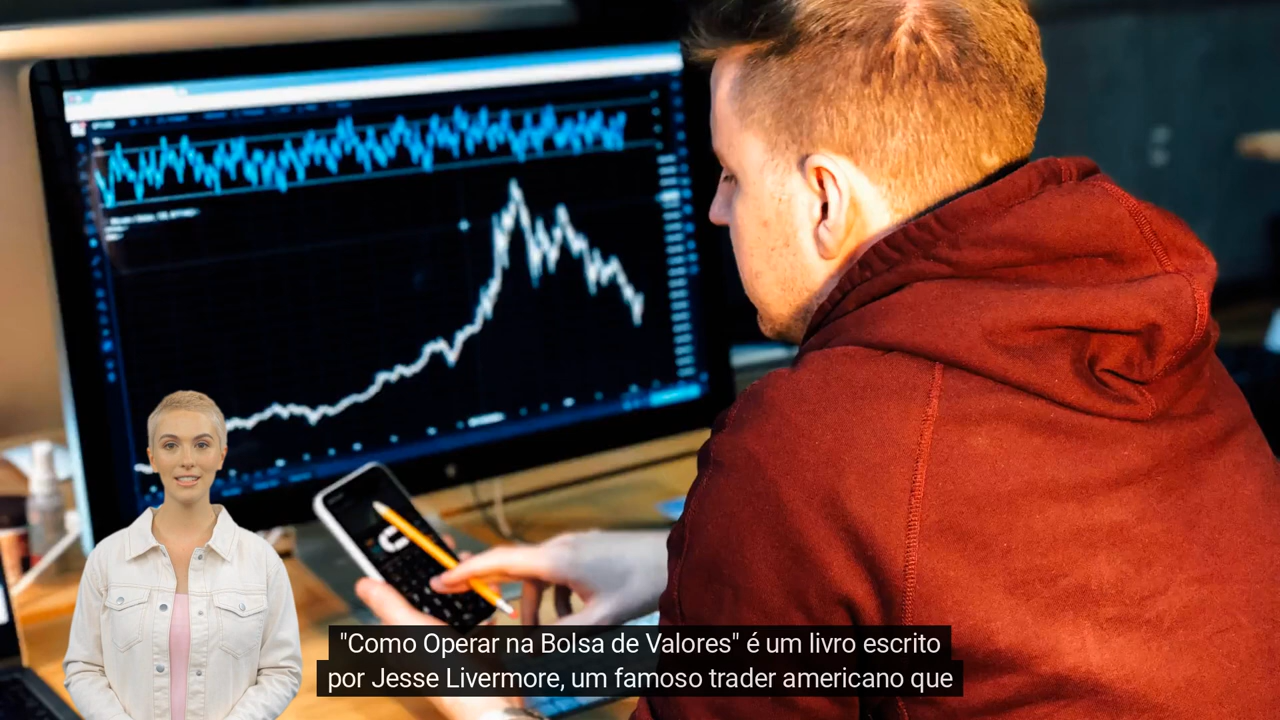 "Como Operar na Bolsa de Valores" é um livro escrito
por Jesse Livermore, um famoso trader americano que